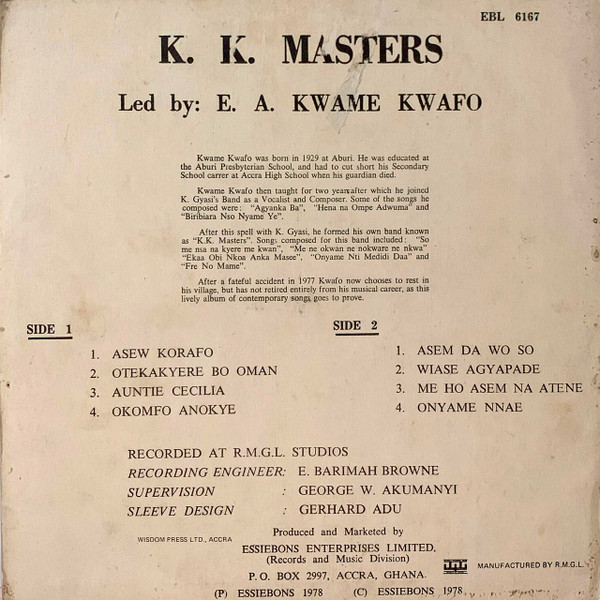 EBL 6167
K. K. MASTERS
Led by: E. A. KWAME KWAFO
Kwame Kwafo was born in 1929 at Aburi. He was educated at
the Aburi Presbyterian School, and had to cut short his Secondary
School carrer at Accra High School when his guardian died.
Kwame Kwafo then taught for two year after which he joined
K. Gyasi's Band as a Vocalist and Composer. Some of the songs he
composed were: "Agyanka Ba", "Hena na Ompe Adwuma" and
"Biribiara Nso Nyame Ye".
After this spell with K. Gyasi, he formed his own band known
as "K.K. Masters". Songs composed for this band included: "So
me nsa na kyere me kwan", "Me ne okwan ne nokware ne nkwa"
"Ekaa Obi Nkoa Anka Masee", "Onyame Nti Medidi Daa" and
"Fre No Mame".
After a fateful accident in 1977 Kwafo now chooses to rest in
his village, but has not retired entirely from his musical career, as this
lively album of contemporary songs goes to prove.
SIDE 1
1. ASEW KORAFO
2. OTEKAKYERE BO OMAN
3. AUNTIE CECILIA
4. OKOMFO ANOKYE
SIDE 2
1. ASEM DA WO SO
2. WIASE AGYAPADE
3. ME HO ASEM NA ATENE
4. ONYAME NNAE
RECORDED AT R.M.G.L. STUDIOS
RECORDING ENGINEER: E. BARIMAH BROWNE
SUPERVISION : GEORGE W. AKUMANYI
SLEEVE DESIGN : GERHARD ADU
WISDOM PRESS LTD., ACCRA
Produced and Marketed by
ESSIEBONS ENTERPRISES LIMITED,
(Records and Music Division)
P. O. BOX 2997, ACCRA, GHANA.
MANUFACTURED BY R.M.G.L.
(P) ESSIEBONS 1978 (C) ESSIEBONS 1978